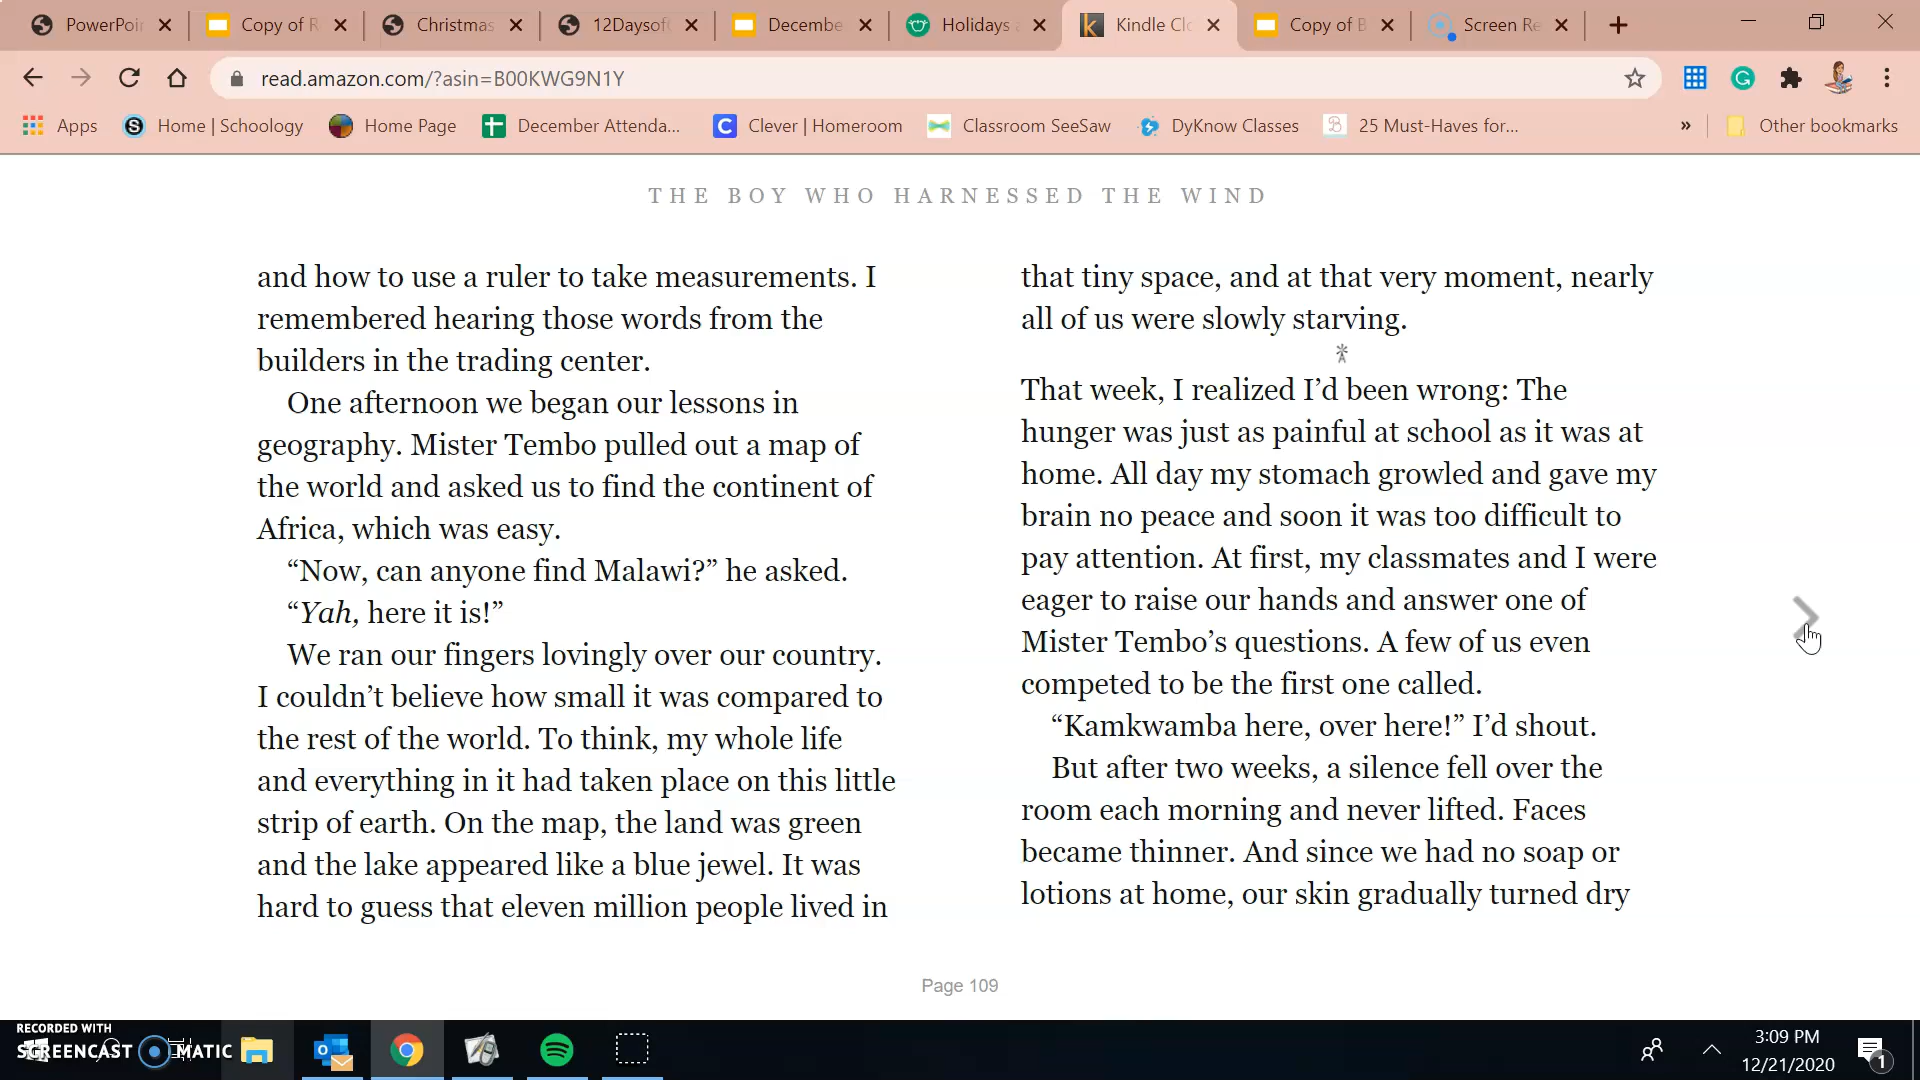 PowerPoi
Copy of R
Christmas
12Daysof
Decembe
Holidays a
Kindle Clo
Copy of B
Screen Re
read.amazon.com/?asin=B00KWG9N1Y
Apps
Home | Schoology
Home Page
December Attenda...
Clever | Homeroom
Classroom SeeSaw
DyKnow Classes
25 Must-Haves for...
»
Other bookmarks
THE BOY WHO HARNESSED THE WIND
and how to use a ruler to take measurements. I
remembered hearing those words from the
builders in the trading center.
One afternoon we began our lessons in
geography. Mister Tembo pulled out a map of
the world and asked us to find the continent of
Africa, which was easy.
“Now, can anyone find Malawi?” he asked.
“Yah, here it is!”
We ran our fingers lovingly over our country.
I couldn’t believe how small it was compared to
the rest of the world. To think, my whole life
and everything in it had taken place on this little
strip of earth. On the map, the land was green
and the lake appeared like a blue jewel. It was
hard to guess that eleven million people lived in
that tiny space, and at that very moment, nearly
all of us were slowly starving.
That week, I realized I’d been wrong: The
hunger was just as painful at school as it was at
home. All day my stomach growled and gave my
brain no peace and soon it was too difficult to
pay attention. At first, my classmates and I were
eager to raise our hands and answer one of
Mister Tembo’s questions. A few of us even
competed to be the first one called.
“Kamkwamba here, over here!” I’d shout.
But after two weeks, a silence fell over the
room each morning and never lifted. Faces
became thinner. And since we had no soap or
lotions at home, our skin gradually turned dry
Page 109
RECORDED WITH
SCREENCAST MATIC
3:09 PM
12/21/2020
1